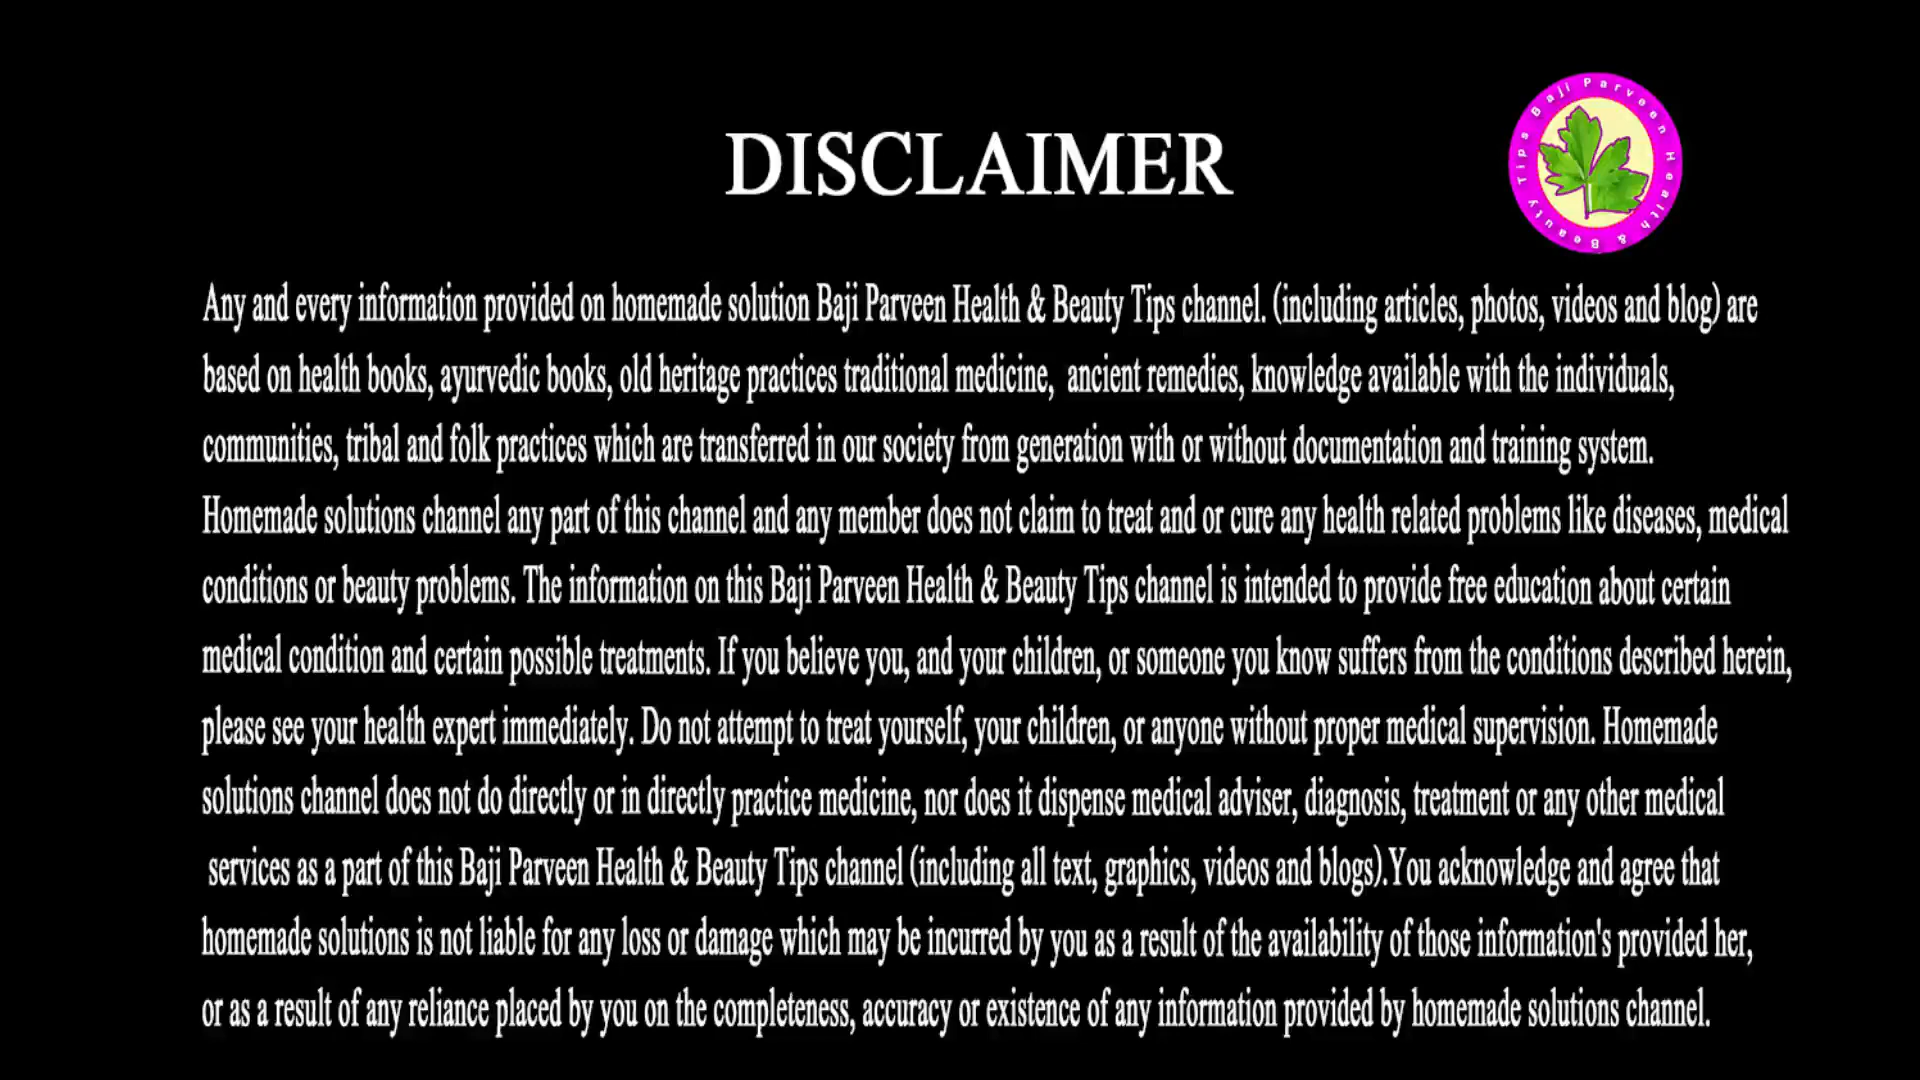 Baji Parveen Health & Beauty Tips
DISCLAIMER
Any and every information provided on homemade solution Baji Parveen Health & Beauty Tips channel. (including articles, photos, videos and blog) are
based on health books, ayurvedic books, old heritage practices traditional medicine,  ancient remedies, knowledge available with the individuals,
communities, tribal and folk practices which are transferred in our society from generation with or without documentation and training system.
Homemade solutions channel any part of this channel and any member does not claim to treat and or cure any health related problems like diseases, medical
conditions or beauty problems. The information on this Baji Parveen Health & Beauty Tips channel is intended to provide free education about certain
medical condition and certain possible treatments. If you believe you, and your children, or someone you know suffers from the conditions described herein,
please see your health expert immediately. Do not attempt to treat yourself, your children, or anyone without proper medical supervision. Homemade
solutions channel does not do directly or in directly practice medicine, nor does it dispense medical adviser, diagnosis, treatment or any other medical
services as a part of this Baji Parveen Health & Beauty Tips channel (including all text, graphics, videos and blogs).You acknowledge and agree that
homemade solutions is not liable for any loss or damage which may be incurred by you as a result of the availability of those information's provided her,
or as a result of any reliance placed by you on the completeness, accuracy or existence of any information provided by homemade solutions channel.